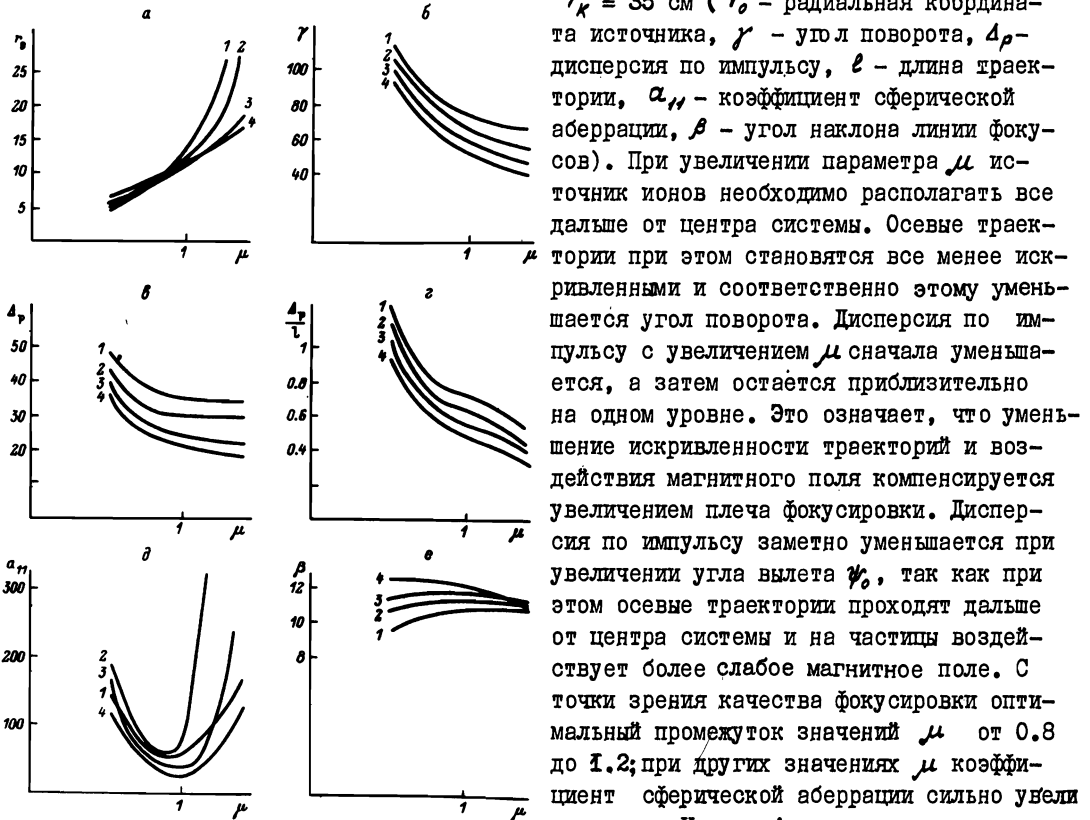 а
r₀
25
20
15
10
5
1 2
3
4
1
μ
б
γ
100
80
60
40
1
2
3
4
1
μ
в
Δp
50
40
30
20
1
2
3
4
1
μ
г
Δp/l
1
0.8
0.6
0.4
1
2
3
4
1
μ
д
a₁₁
300
200
100
2
3
1
4
1
μ
е
β
12
10
8
4
3
2
1
1
μ
rк = 35 см ( r₀ – радиальная координа-
та источника, γ – угол поворота, Δp-
дисперсия по импульсу, ℓ – длина траек-
тории, a₁₁ – коэффициент сферической
аберрации, β – угол наклона линии фоку-
сов). При увеличении параметра μ ис-
точник ионов необходимо располагать все
дальше от центра системы. Осевые траек-
тории при этом становятся все менее иск-
ривленными и соответственно этому умень-
шается угол поворота. Дисперсия по им-
пульсу с увеличением μ сначала уменьша-
ется, а затем остается приблизительно
на одном уровне. Это означает, что умень-
шение искривленности траекторий и воз-
действия магнитного поля компенсируется
увеличением плеча фокусировки. Диспер-
сия по импульсу заметно уменьшается при
увеличении угла вылета ψ₀, так как при
этом осевые траектории проходят дальше
от центра системы и на частицы воздей-
ствует более слабое магнитное поле. С
точки зрения качества фокусировки опти-
мальный промежуток значений μ от 0.8
до 1.2; при других значениях μ коэффи-
циент сферической аберрации сильно увели